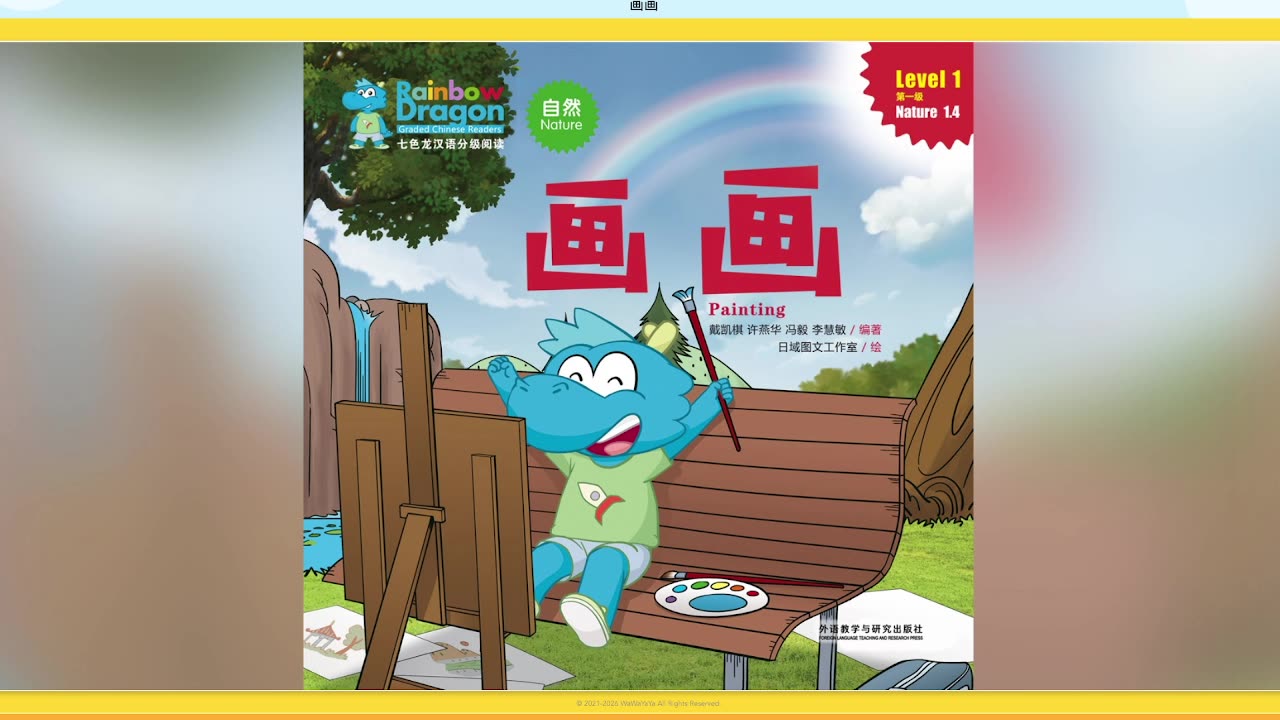 画画
Rainbow
Dragon
Graded Chinese Readers
七色龙汉语分级阅读
自然
Nature
Level 1
第一级
Nature 1.4
画画
Painting
戴凯棋 许燕华 冯毅 李慧敏 / 编著
日域图文工作室 / 绘
外语教学与研究出版社
FOREIGN LANGUAGE TEACHING AND RESEARCH PRESS
© 2021-2026 WaWaYaYa All Rights Reserved.